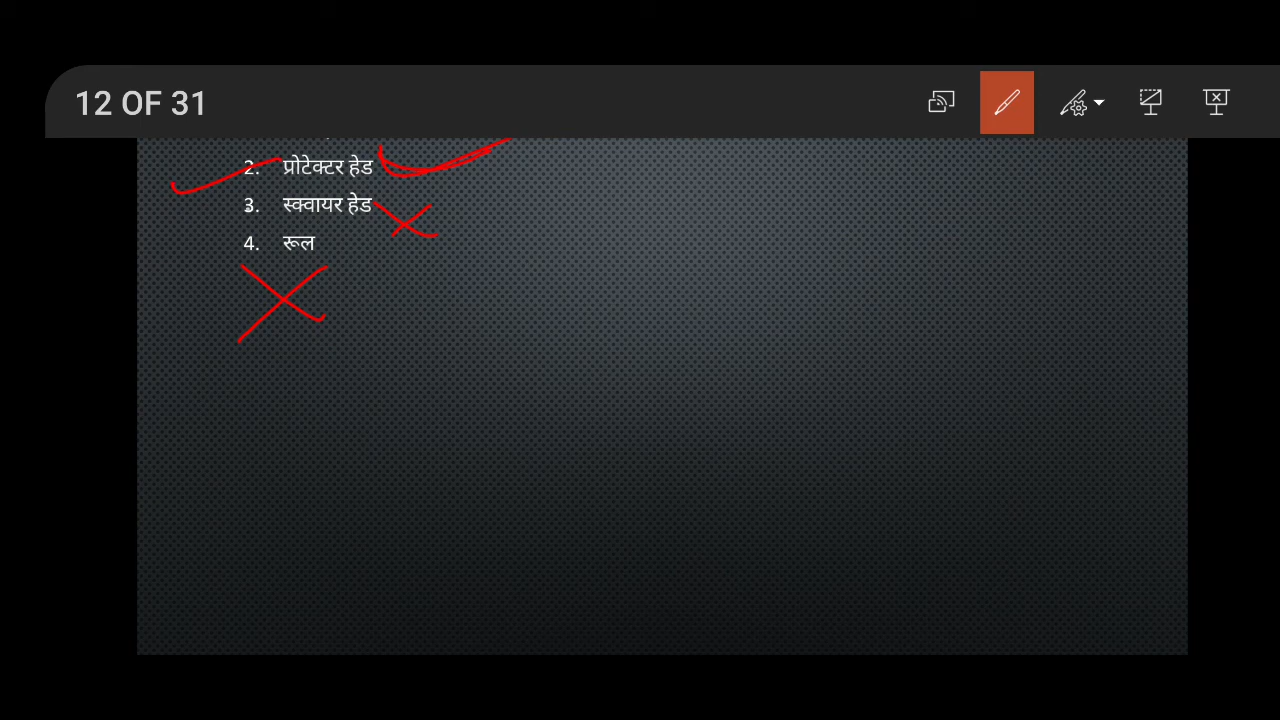 12 OF 31
2. प्रोटेक्टर हेड
3. स्क्वायर हेड
4. रूल